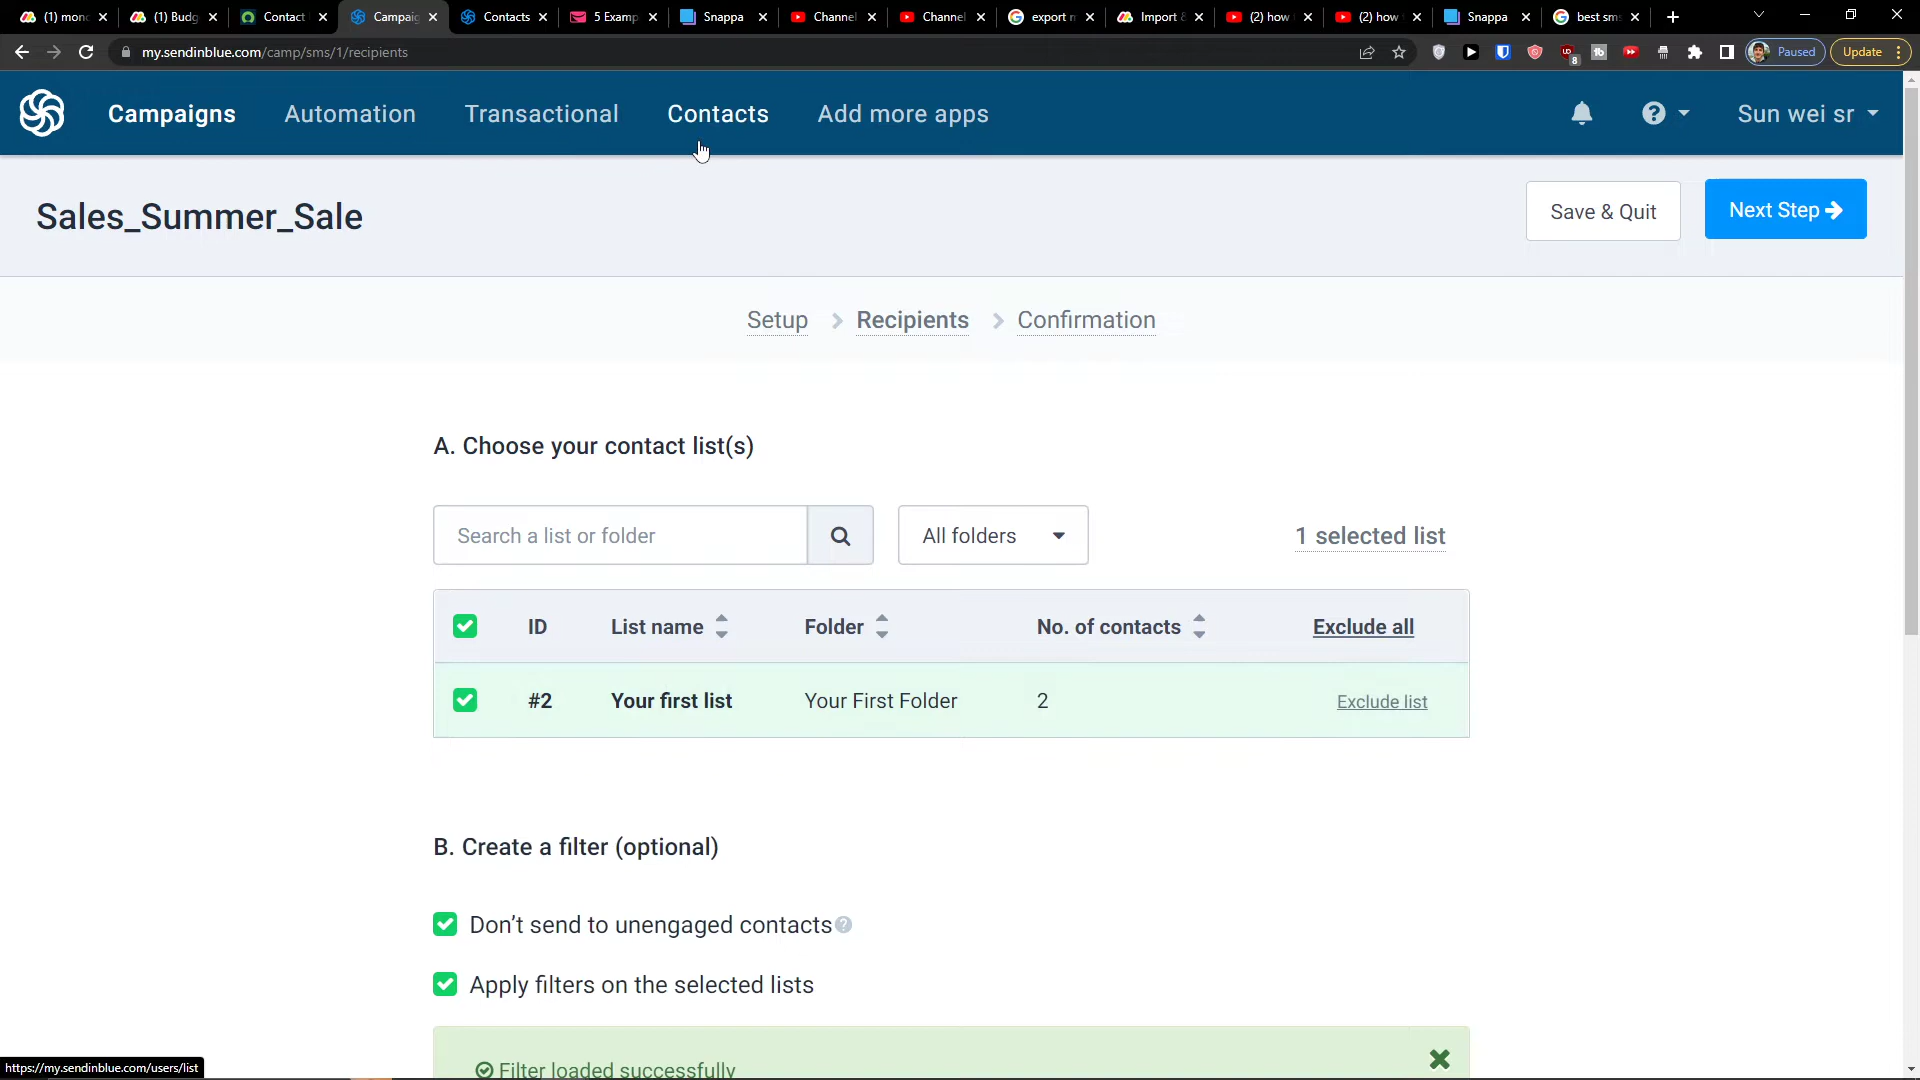 (1) monc
(1) Budg
Contact
Campaig
Contacts
5 Examp
Snappa
Channel
Channel
export m
Import &
(2) how
(2) how
Snappa
best sms
my.sendinblue.com/camp/sms/1/recipients
8
Paused
Update
Campaigns
Automation
Transactional
Contacts
Add more apps
Sun wei sr
Sales_Summer_Sale
Save & Quit
Next Step
Setup
Recipients
Confirmation
A. Choose your contact list(s)
Search a list or folder
All folders
1 selected list
ID
List name
Folder
No. of contacts
Exclude all
#2
Your first list
Your First Folder
2
Exclude list
B. Create a filter (optional)
Don’t send to unengaged contacts
Apply filters on the selected lists
Filter loaded successfully
https://my.sendinblue.com/users/list